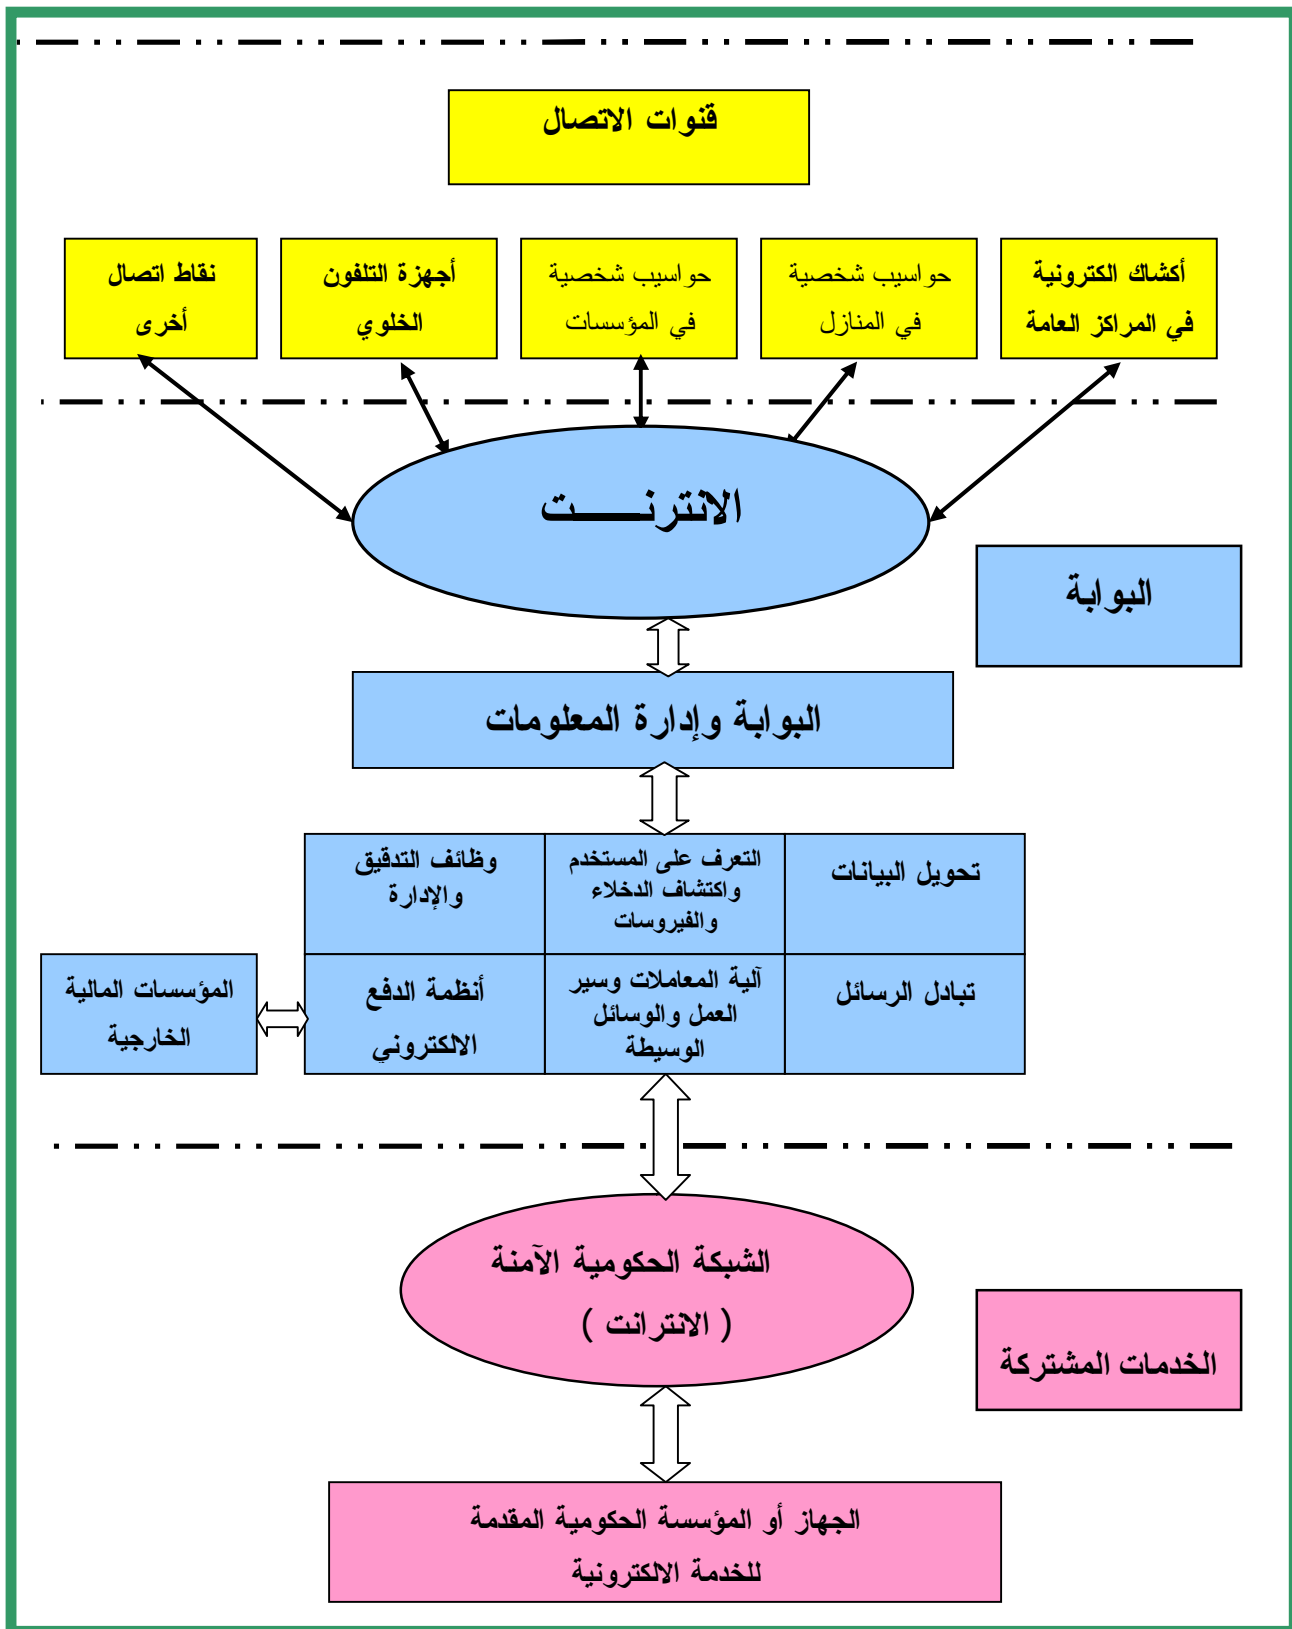 قنوات الاتصال
أكشاك الكترونية
في المراكز العامة
حواسيب شخصية
في المنازل
حواسيب شخصية
في المؤسسات
أجهزة التلفون
الخلوي
نقاط اتصال
أخرى
الانترنـــــت
البوابة
البوابة وإدارة المعلومات
تحويل البيانات
التعرف على المستخدم
واكتشاف الدخلاء
والفيروسات
وظائف التدقيق
والإدارة
تبادل الرسائل
آلية المعاملات وسير
العمل والوسائل
الوسيطة
أنظمة الدفع
الالكتروني
المؤسسات المالية
الخارجية
الشبكة الحكومية الآمنة
( الانترانت )
الخدمات المشتركة
الجهاز أو المؤسسة الحكومية المقدمة
للخدمة الالكترونية